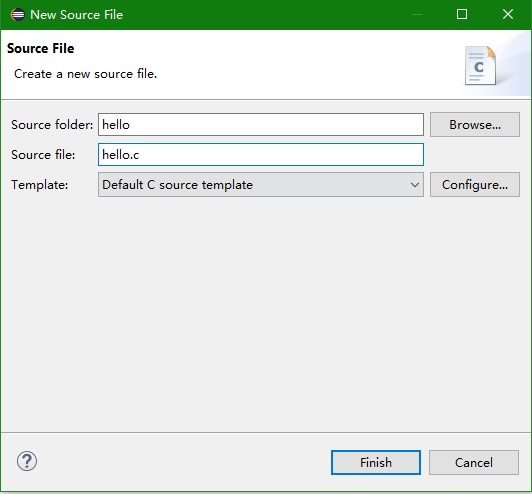 New Source File
Source File
Create a new source file.
C
Source folder: hello Browse...
Source file: hello.c
Template: Default C source template Configure...
?
Finish Cancel